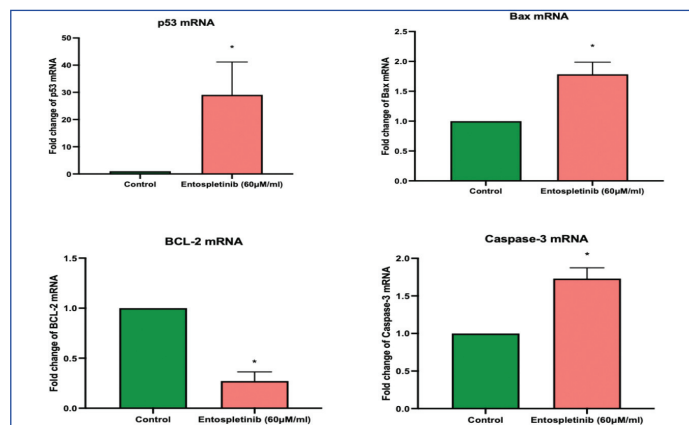 p53 mRNA
Fold change of p53 mRNA
50
40
30
20
10
0
*
Control
Entospletinib (60µM/ml)
Bax mRNA
Fold change of Bax mRNA
2.5
2.0
1.5
1.0
0.5
0.0
*
Control
Entospletinib (60µM/ml)
BCL-2 mRNA
Fold change of BCL-2 mRNA
1.5
1.0
0.5
0.0
*
Control
Entospletinib (60µM/ml)
Caspase-3 mRNA
Fold change of Caspase-3 mRNA
2.0
1.5
1.0
0.5
0.0
*
Control
Entospletinib (60µM/ml)